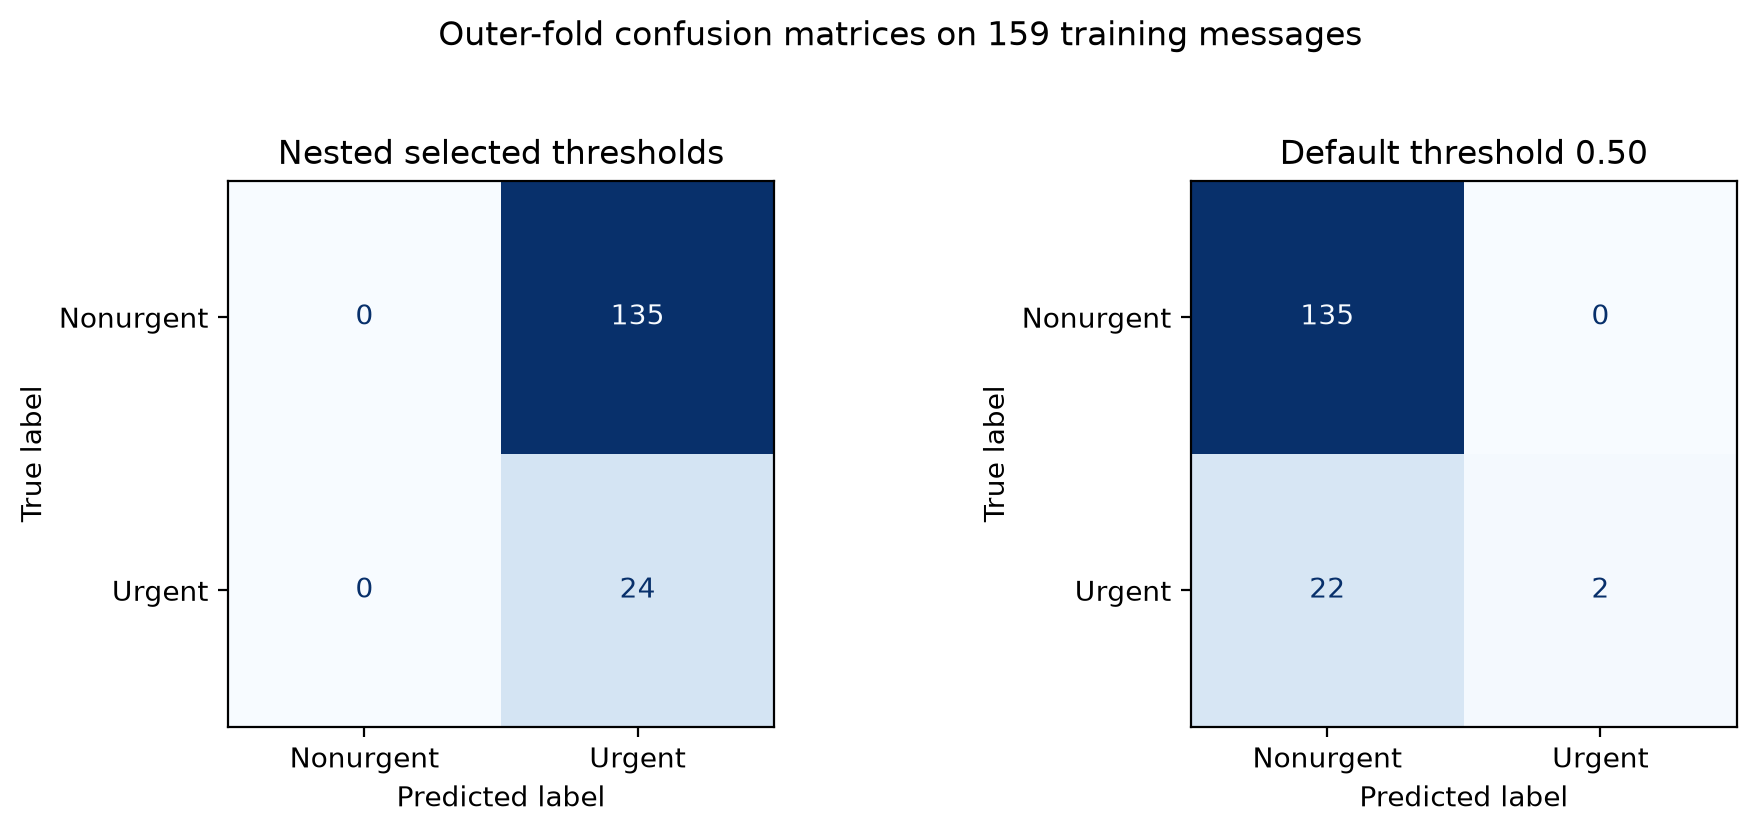 Outer-fold confusion matrices on 159 training messages
Nested selected thresholds
True label
Nonurgent
0
135
Urgent
0
24
Nonurgent
Urgent
Predicted label
Default threshold 0.50
True label
Nonurgent
135
0
Urgent
22
2
Nonurgent
Urgent
Predicted label